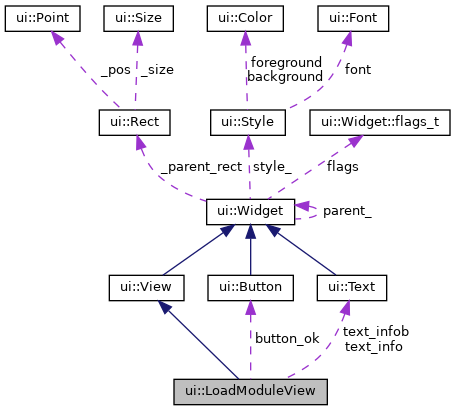 ui::Point
ui::Size
ui::Color
ui::Font
_pos
_size
foreground
background
font
ui::Rect
ui::Style
ui::Widget::flags_t
_parent_rect
style_
flags
ui::Widget
parent_
ui::View
ui::Button
ui::Text
button_ok
text_infob
text_info
ui::LoadModuleView